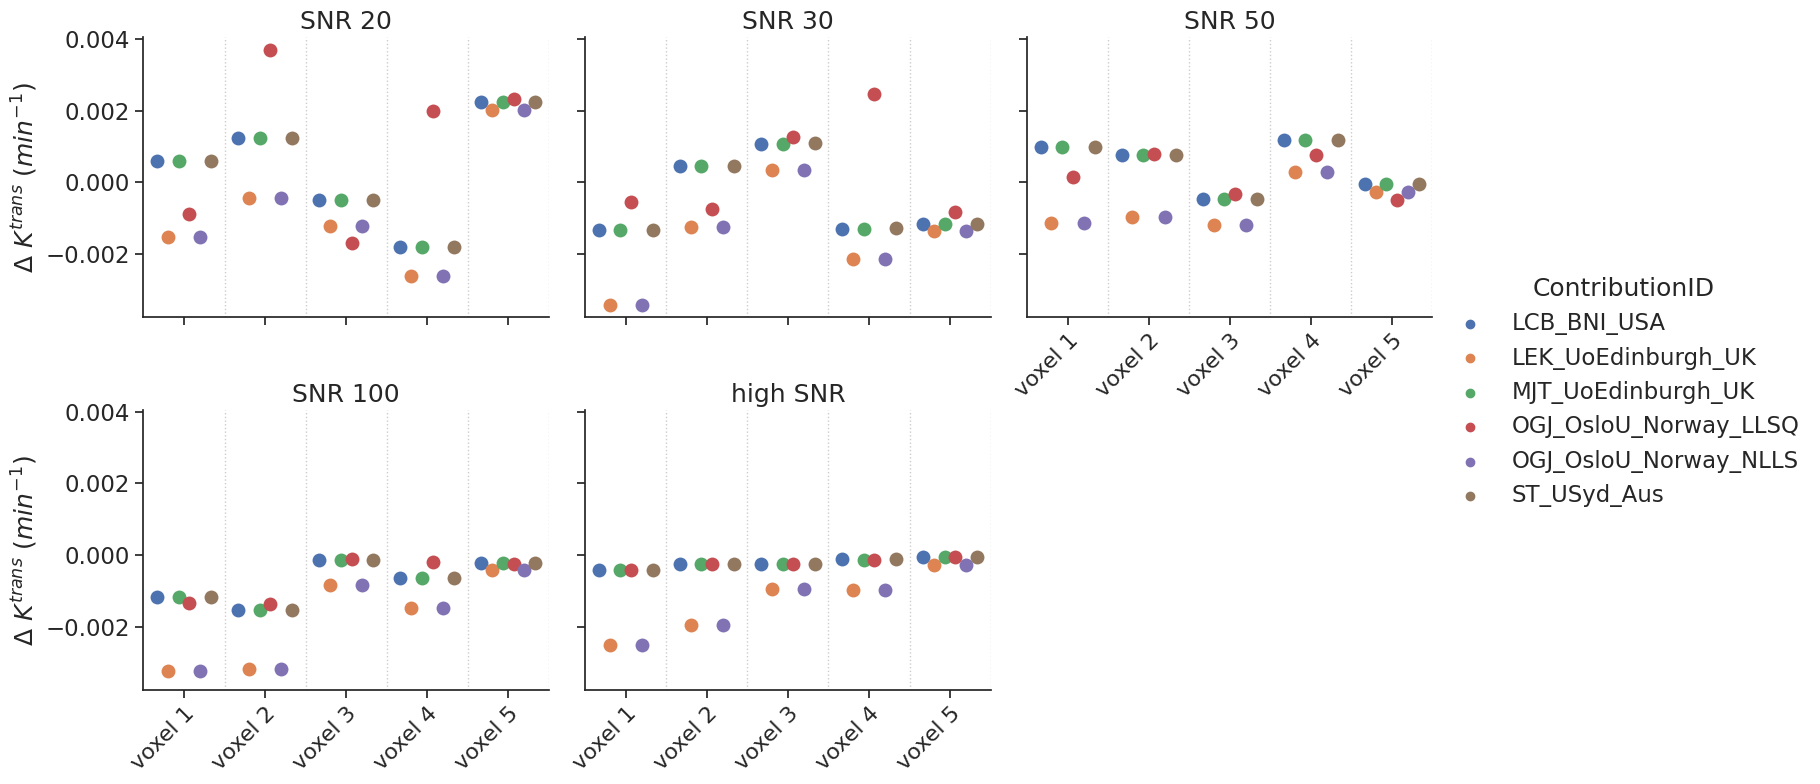 SNR 20
SNR 30
SNR 50
0.004
0.002
0.000
−0.002
Δ K^trans (min^−1)
voxel 1
voxel 2
voxel 3
voxel 4
voxel 5
ContributionID
LCB_BNI_USA
LEK_UoEdinburgh_UK
MJT_UoEdinburgh_UK
OGJ_OsloU_Norway_LLSQ
OGJ_OsloU_Norway_NLLS
ST_USyd_Aus
SNR 100
high SNR
0.004
0.002
0.000
−0.002
Δ K^trans (min^−1)
voxel 1
voxel 2
voxel 3
voxel 4
voxel 5
voxel 1
voxel 2
voxel 3
voxel 4
voxel 5